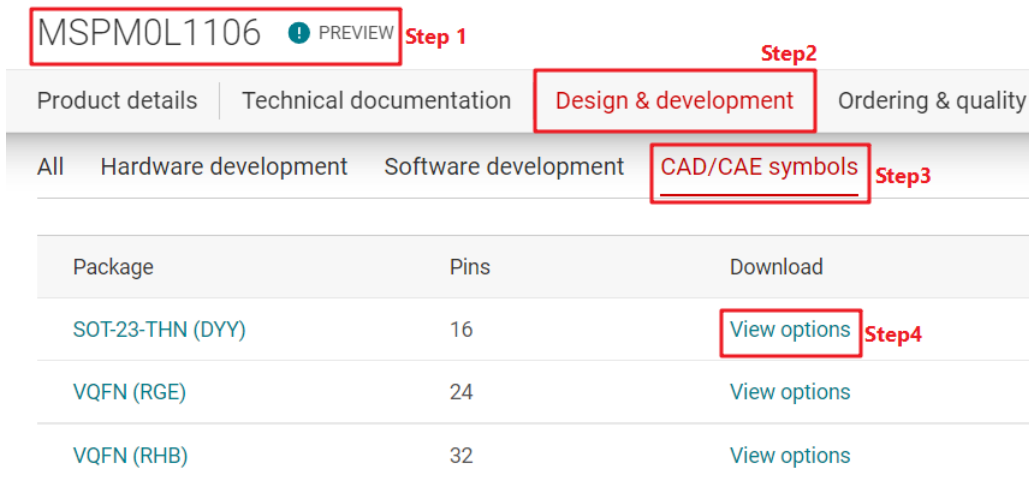 MSPM0L1106 ! PREVIEW Step 1
Step2
Product details Technical documentation Design & development Ordering & quality
All Hardware development Software development CAD/CAE symbols Step3
Package Pins Download
SOT-23-THN (DYY) 16 View options Step4
VQFN (RGE) 24 View options
VQFN (RHB) 32 View options